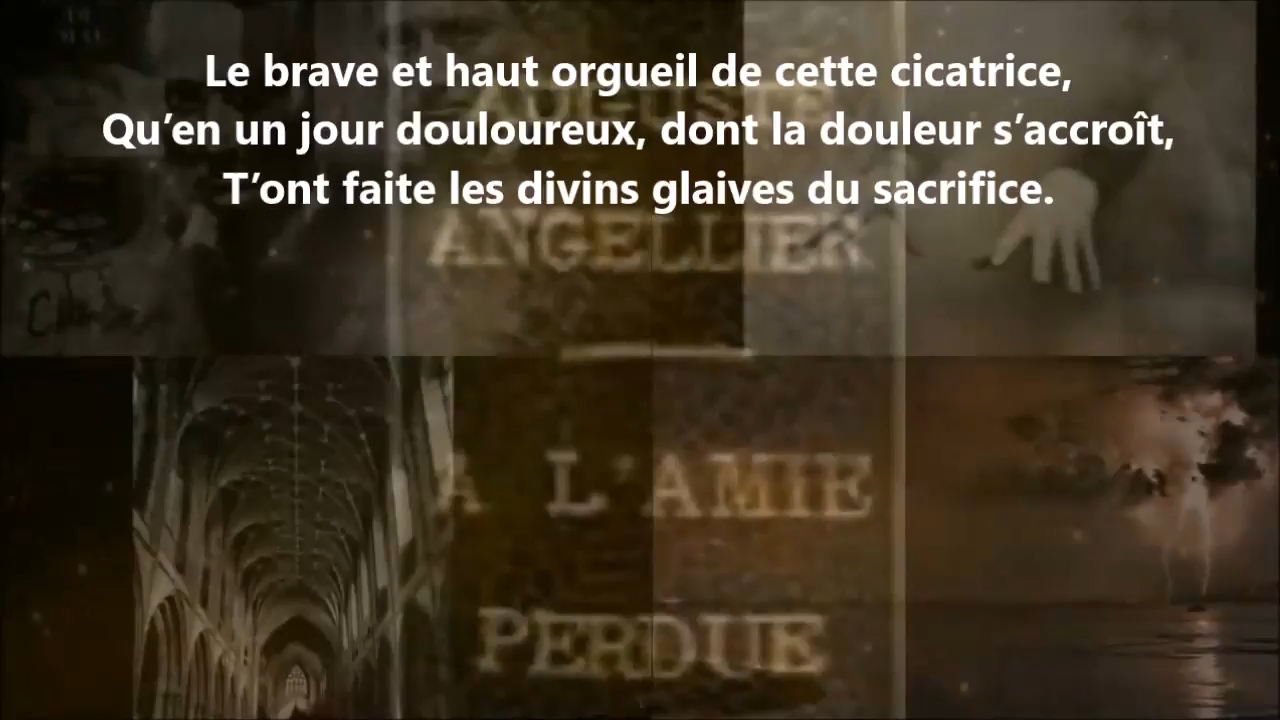 Le brave et haut orgueil de cette cicatrice,
Qu’en un jour douloureux, dont la douleur s’accroît,
T’ont faite les divins glaives du sacrifice.
AUGUSTE
ANGELLIER
A L'AMIE
PERDUE